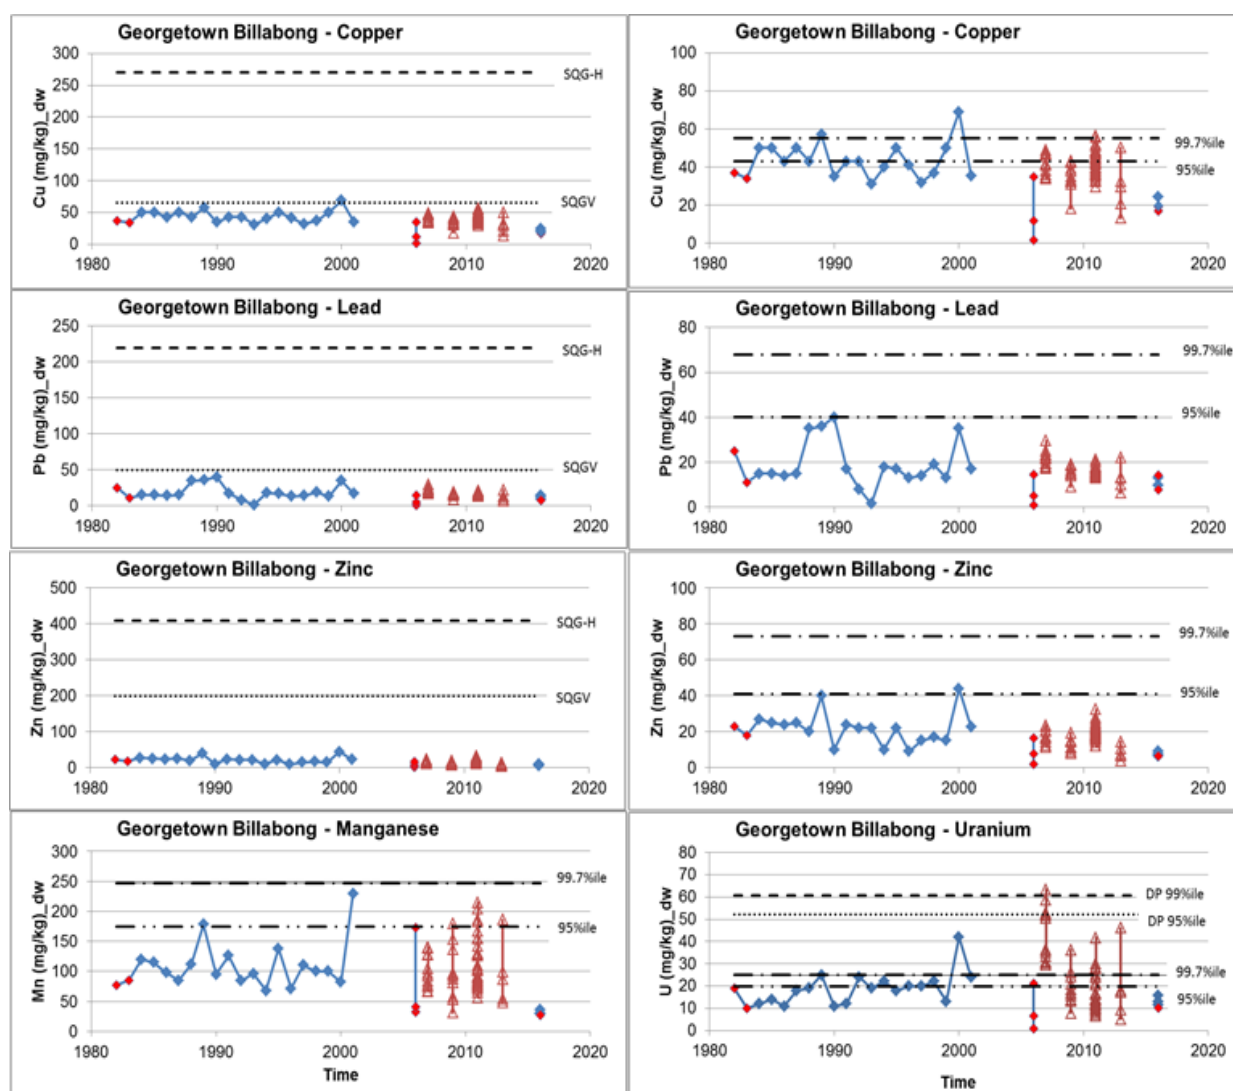 Georgetown Billabong - Copper
Cu (mg/kg)_dw
300
250
200
150
100
50
0
SQG-H
SQGV
1980 1990 2000 2010 2020
Georgetown Billabong - Copper
Cu (mg/kg)_dw
100
80
60
40
20
0
99.7%ile
95%ile
1980 1990 2000 2010 2020
Georgetown Billabong - Lead
Pb (mg/kg)_dw
250
200
150
100
50
0
SQG-H
SQGV
1980 1990 2000 2010 2020
Georgetown Billabong - Lead
Pb (mg/kg)_dw
80
60
40
20
0
99.7%ile
95%ile
1980 1990 2000 2010 2020
Georgetown Billabong - Zinc
Zn (mg/kg)_dw
500
400
300
200
100
0
SQG-H
SQGV
1980 1990 2000 2010 2020
Georgetown Billabong - Zinc
Zn (mg/kg)_dw
100
80
60
40
20
0
99.7%ile
95%ile
1980 1990 2000 2010 2020
Georgetown Billabong - Manganese
Mn (mg/kg)_dw
300
250
200
150
100
50
0
99.7%ile
95%ile
1980 1990 2000 2010 2020
Time
Georgetown Billabong - Uranium
U (mg/kg)_dw
80
70
60
50
40
30
20
10
0
DP 99%ile
DP 95%ile
99.7%ile
95%ile
1980 1990 2000 2010 2020
Time